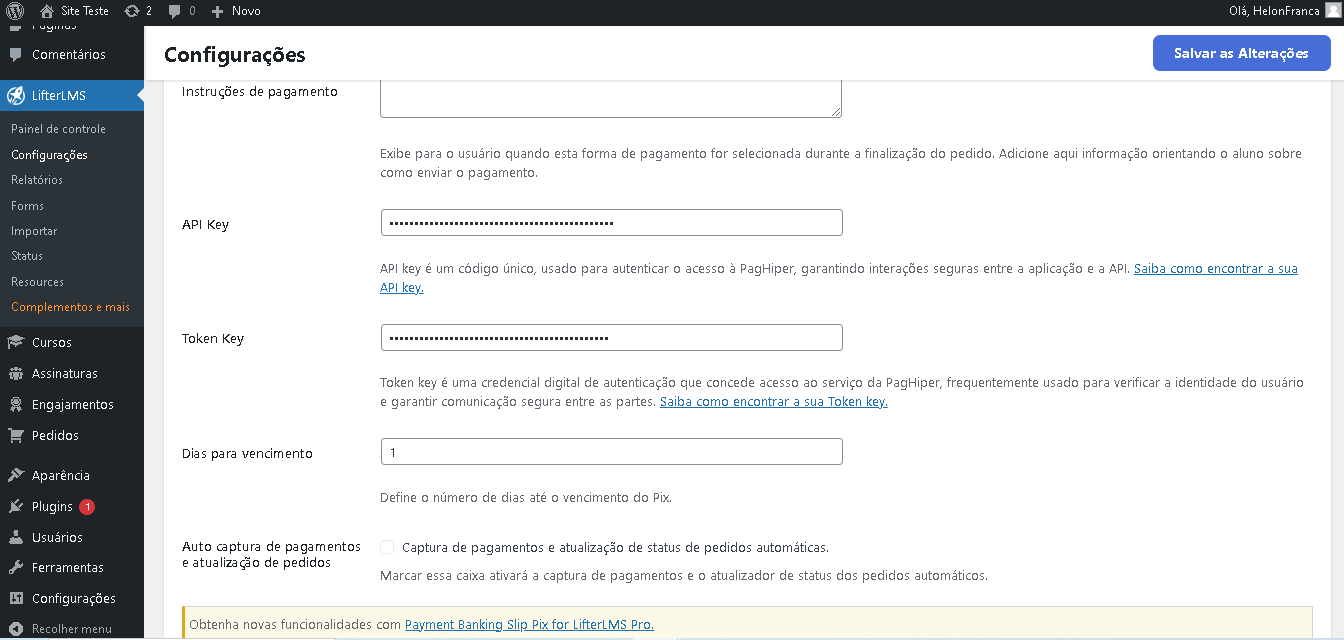 Site Teste
2
0
Novo
Olá, HelonFranca
Páginas
Comentários
LifterLMS
Painel de controle
Configurações
Relatórios
Forms
Importar
Status
Resources
Complementos e mais
Cursos
Assinaturas
Engajamentos
Pedidos
Aparência
Plugins 1
Usuários
Ferramentas
Configurações
Recolher menu
Configurações
Salvar as Alterações
Instruções de pagamento
Exibe para o usuário quando esta forma de pagamento for selecionada durante a finalização do pedido. Adicione aqui informação orientando o aluno sobre
como enviar o pagamento.
API Key
API key é um código único, usado para autenticar o acesso à PagHiper, garantindo interações seguras entre a aplicação e a API. Saiba como encontrar a sua
API key.
Token Key
Token key é uma credencial digital de autenticação que concede acesso ao serviço da PagHiper, frequentemente usado para verificar a identidade do usuário
e garantir comunicação segura entre as partes. Saiba como encontrar a sua Token key.
Dias para vencimento
1
Define o número de dias até o vencimento do Pix.
Auto captura de pagamentos
e atualização de pedidos
Captura de pagamentos e atualização de status de pedidos automáticas.
Marcar essa caixa ativará a captura de pagamentos e o atualizador de status dos pedidos automáticos.
Obtenha novas funcionalidades com Payment Banking Slip Pix for LifterLMS Pro.